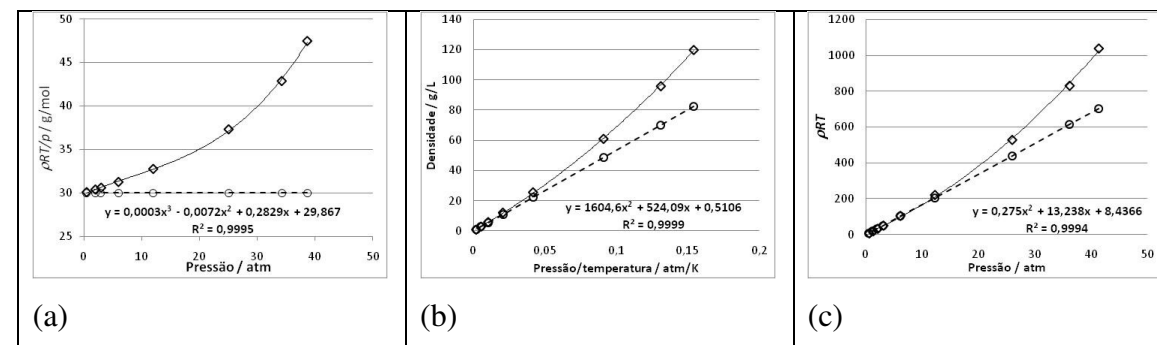 50
45
40
35
30
25
0
10
20
30
40
50
ρRT/p / g/mol
y = 0,0003x³ - 0,0072x² + 0,2829x + 29,867
R² = 0,9995
Pressão / atm
(a)
140
120
100
80
60
40
20
0
0
0,05
0,1
0,15
0,2
Densidade / g/L
y = 1604,6x² + 524,09x + 0,5106
R² = 0,9999
Pressão/temperatura / atm/K
(b)
1200
1000
800
600
400
200
0
0
10
20
30
40
50
ρRT
y = 0,275x² + 13,238x + 8,4366
R² = 0,9994
Pressão / atm
(c)